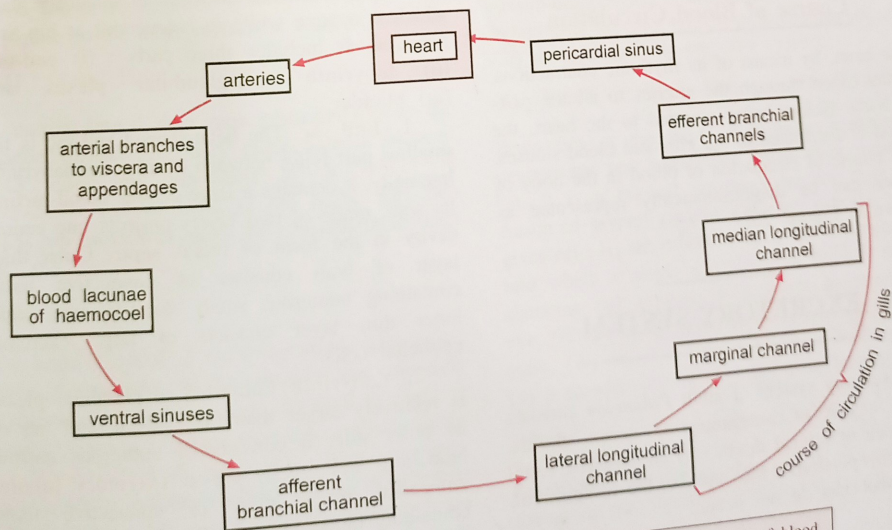 heart
arteries
arterial branches
to viscera and
appendages
blood lacunae
of haemocoel
ventral sinuses
afferent
branchial channel
lateral longitudinal
channel
marginal channel
median longitudinal
channel
efferent branchial
channels
pericardial sinus
course of circulation in gills
blood